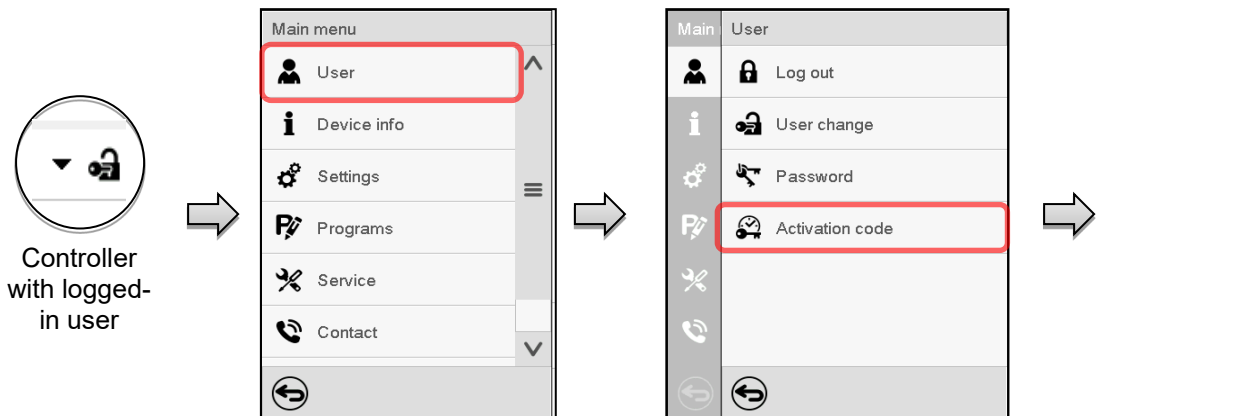 Controller
with logged-
in user
Main menu
User
Device info
Settings
Programs
Service
Contact
Main
User
Log out
User change
Password
Activation code